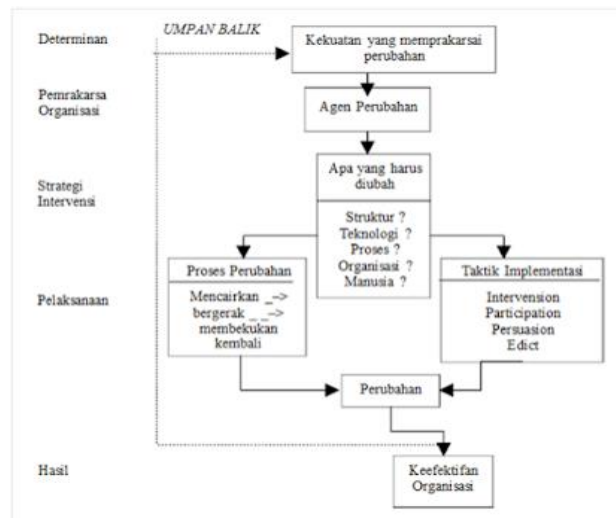 Determinan
UMPAN BALIK
Kekuatan yang memprakarsai
perubahan
Pemrakarsa
Organisasi
Agen Perubahan
Strategi
Intervensi
Apa yang harus
diubah
Struktur ?
Teknologi ?
Proses ?
Organisasi ?
Manusia ?
Pelaksanaan
Proses Perubahan
Mencairkan _-->
bergerak _ _-->
membekukan
kembali
Taktik Implementasi
Intervension
Participation
Persuasion
Edict
Perubahan
Hasil
Keefektifan
Organisasi